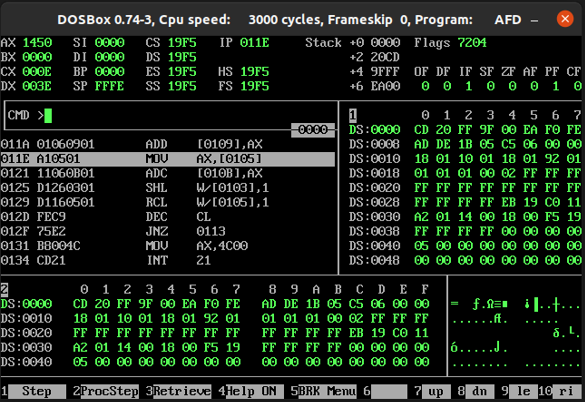 DOSBox 0.74-3, Cpu speed: 3000 cycles, Frameskip 0, Program: AFD
AX 1450 SI 0000 CS 19F5 IP 011E Stack +0 0000 Flags 7204
BX 0000 DI 0000 DS 19F5 +2 20CD
CX 000E BP 0000 ES 19F5 HS 19F5 +4 9FFF OF DF IF SF ZF AF PF CF
DX 003E SP FFFE SS 19F5 FS 19F5 +6 EA00 0 0 1 0 0 0 1 0
CMD >
0000
011A 01060901 ADD [0109],AX
011E A10501 MOV AX,[0105]
0121 11060B01 ADC [010B],AX
0125 D1260301 SHL W/[0103],1
0129 D1160501 RCL W/[0105],1
012D FEC9 DEC CL
012F 75E2 JNZ 0113
0131 B8004C MOV AX,4C00
0134 CD21 INT 21
1 0 1 2 3 4 5 6 7
DS:0000 CD 20 FF 9F 00 EA F0 FE
DS:0008 AD DE 1B 05 C5 06 00 00
DS:0010 18 01 10 01 18 01 92 01
DS:0018 01 01 01 00 02 FF FF FF
DS:0020 FF FF FF FF FF FF FF FF
DS:0028 FF FF FF FF EB 19 C0 11
DS:0030 A2 01 14 00 18 00 F5 19
DS:0038 FF FF FF FF 00 00 00 00
DS:0040 05 00 00 00 00 00 00 00
DS:0048 00 00 00 00 00 00 00 00
2 0 1 2 3 4 5 6 7 8 9 A B C D E F
DS:0000 CD 20 FF 9F 00 EA F0 FE AD DE 1B 05 C5 06 00 00
DS:0010 18 01 10 01 18 01 92 01 01 01 01 00 02 FF FF FF
DS:0020 FF FF FF FF FF FF FF FF FF FF FF FF EB 19 C0 11
DS:0030 A2 01 14 00 18 00 F5 19 FF FF FF FF 00 00 00 00
DS:0040 05 00 00 00 00 00 00 00 00 00 00 00 00 00 00 00
1 Step 2ProcStep 3Retrieve 4Help ON 5BRK Menu 6 7 up 8 dn 9 le 10 ri